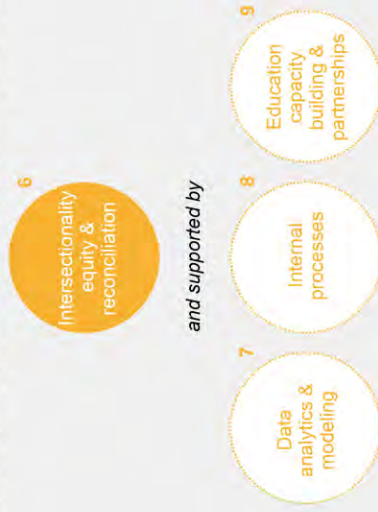 6
Intersectionality
equity &
reconciliation
and supported by
7
Data
analytics &
modeling
8
Internal
processes
9
Education
capacity
building &
partnerships